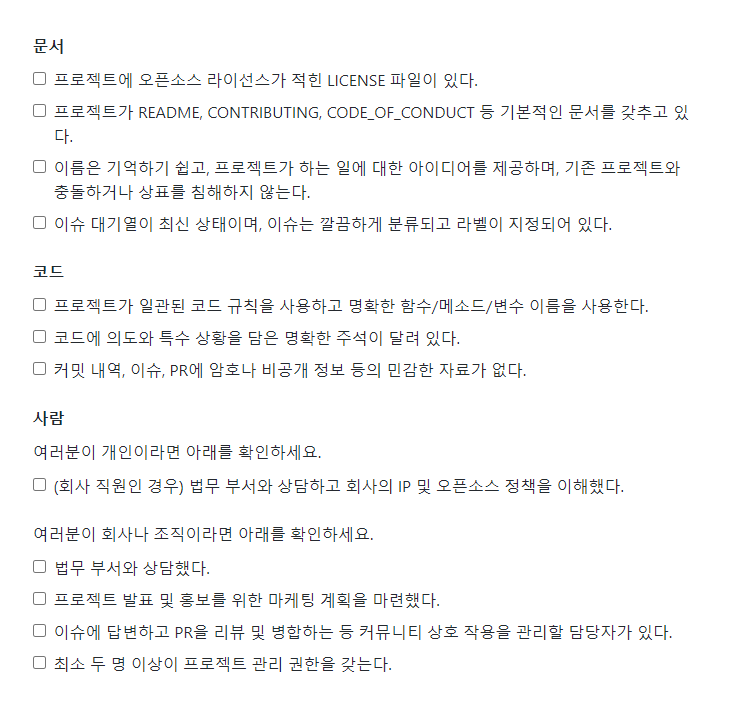 문서
프로젝트에 오픈소스 라이선스가 적힌 LICENSE 파일이 있다.
프로젝트가 README, CONTRIBUTING, CODE_OF_CONDUCT 등 기본적인 문서를 갖추고 있
다.
이름은 기억하기 쉽고, 프로젝트가 하는 일에 대한 아이디어를 제공하며, 기존 프로젝트와
충돌하거나 상표를 침해하지 않는다.
이슈 대기열이 최신 상태이며, 이슈는 깔끔하게 분류되고 라벨이 지정되어 있다.
코드
프로젝트가 일관된 코드 규칙을 사용하고 명확한 함수/메소드/변수 이름을 사용한다.
코드에 의도와 특수 상황을 담은 명확한 주석이 달려 있다.
커밋 내역, 이슈, PR에 암호나 비공개 정보 등의 민감한 자료가 없다.
사람
여러분이 개인이라면 아래를 확인하세요.
(회사 직원인 경우) 법무 부서와 상담하고 회사의 IP 및 오픈소스 정책을 이해했다.
여러분이 회사나 조직이라면 아래를 확인하세요.
법무 부서와 상담했다.
프로젝트 발표 및 홍보를 위한 마케팅 계획을 마련했다.
이슈에 답변하고 PR을 리뷰 및 병합하는 등 커뮤니티 상호 작용을 관리할 담당자가 있다.
최소 두 명 이상이 프로젝트 관리 권한을 갖는다.